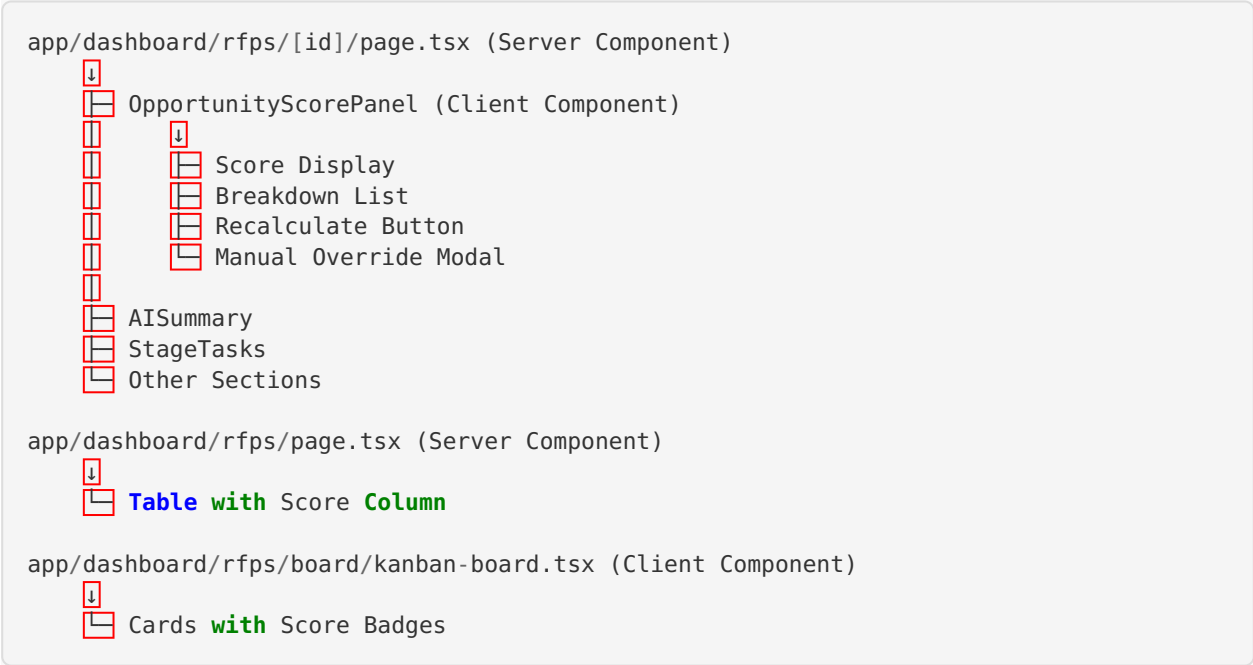 app/dashboard/rfps/[id]/page.tsx (Server Component)
    ↓
    ├─ OpportunityScorePanel (Client Component)
    │     ↓
    │     ├─ Score Display
    │     ├─ Breakdown List
    │     ├─ Recalculate Button
    │     └─ Manual Override Modal
    │
    ├─ AISummary
    ├─ StageTasks
    └─ Other Sections

app/dashboard/rfps/page.tsx (Server Component)
    ↓
    └─ Table with Score Column

app/dashboard/rfps/board/kanban-board.tsx (Client Component)
    ↓
    └─ Cards with Score Badges